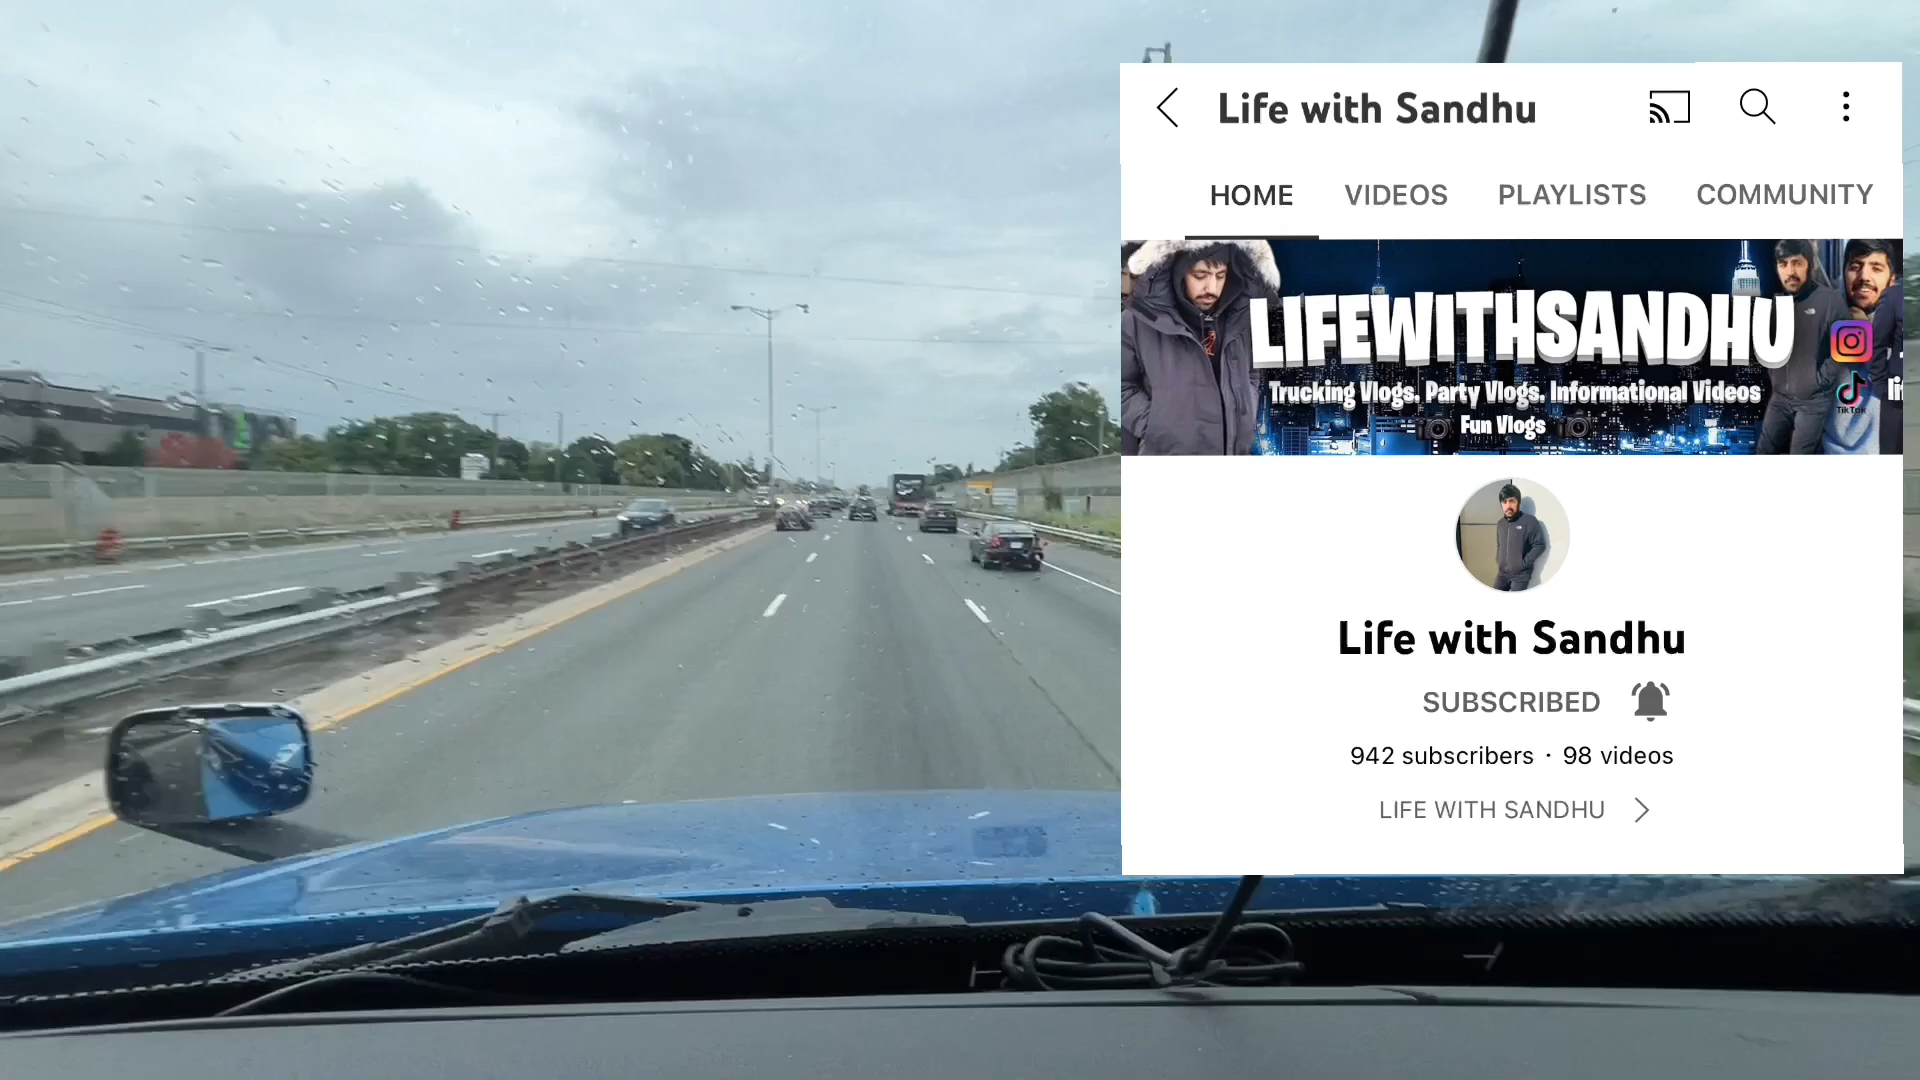 Life with Sandhu
HOME VIDEOS PLAYLISTS COMMUNITY
LIFEWITHSANDHU
Trucking Vlogs. Party Vlogs. Informational Videos
Fun Vlogs
TikTok
Life with Sandhu
SUBSCRIBED
942 subscribers · 98 videos
LIFE WITH SANDHU